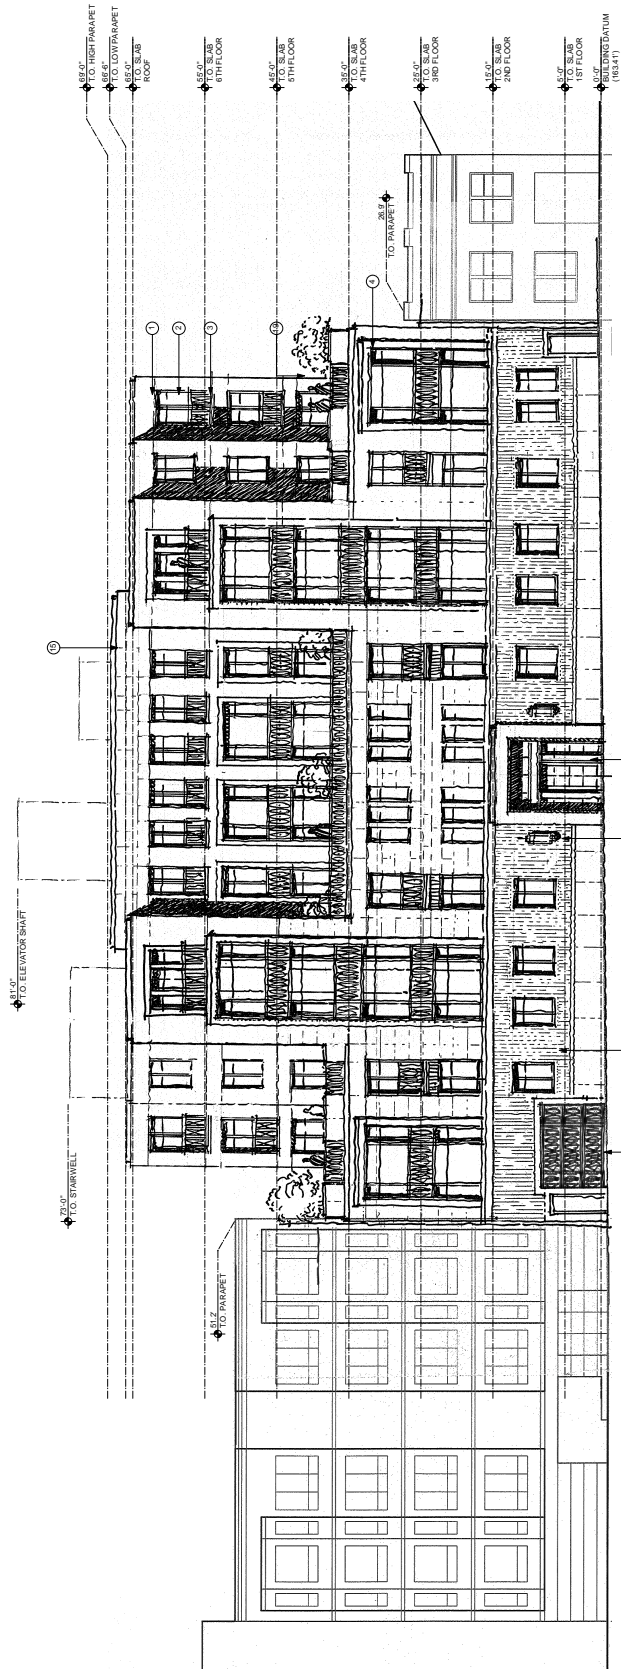 69'-0"
T.O. HIGH PARAPET
66'-6"
T.O. LOW PARAPET
65'-0"
T.O. SLAB
ROOF
55'-0"
T.O. SLAB
6TH FLOOR
45'-0"
T.O. SLAB
5TH FLOOR
35'-0"
T.O. SLAB
4TH FLOOR
25'-0"
T.O. SLAB
3RD FLOOR
15'-0"
T.O. SLAB
2ND FLOOR
5'-0"
T.O. SLAB
1ST FLOOR
0'-0"
BUILDING DATUM
(163.41')
26.9'
T.O. PARAPET
1
2
3
19
4
15
81'-0"
T.O. ELEVATOR SHAFT
73'-0"
T.O. STAIRWELL
51.2'
T.O. PARAPET